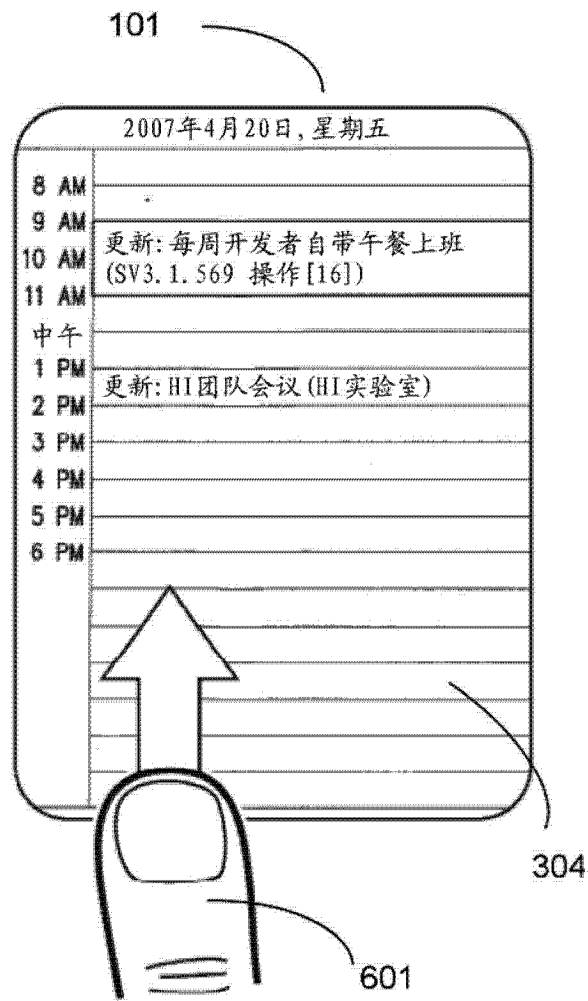 101
2007年4月20日,星期五
8 AM
9 AM
更新:每周开发者自带午餐上班
10 AM
(SV3.1.569 操作[16])
11 AM
中午
1 PM
更新:HI团队会议(HI实验室)
2 PM
3 PM
4 PM
5 PM
6 PM
304
601